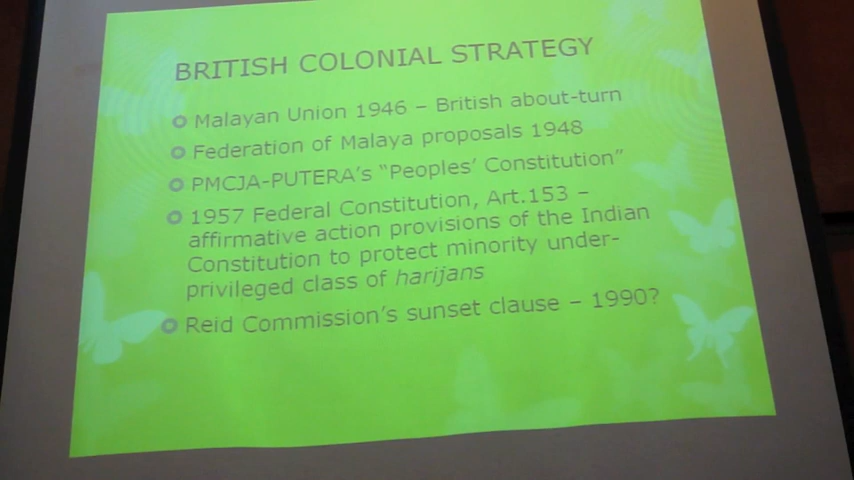 BRITISH COLONIAL STRATEGY
Malayan Union 1946 – British about-turn
Federation of Malaya proposals 1948
PMCJA-PUTERA's "Peoples' Constitution"
1957 Federal Constitution, Art.153 –
affirmative action provisions of the Indian
Constitution to protect minority under-
privileged class of harijans
Reid Commission's sunset clause – 1990?